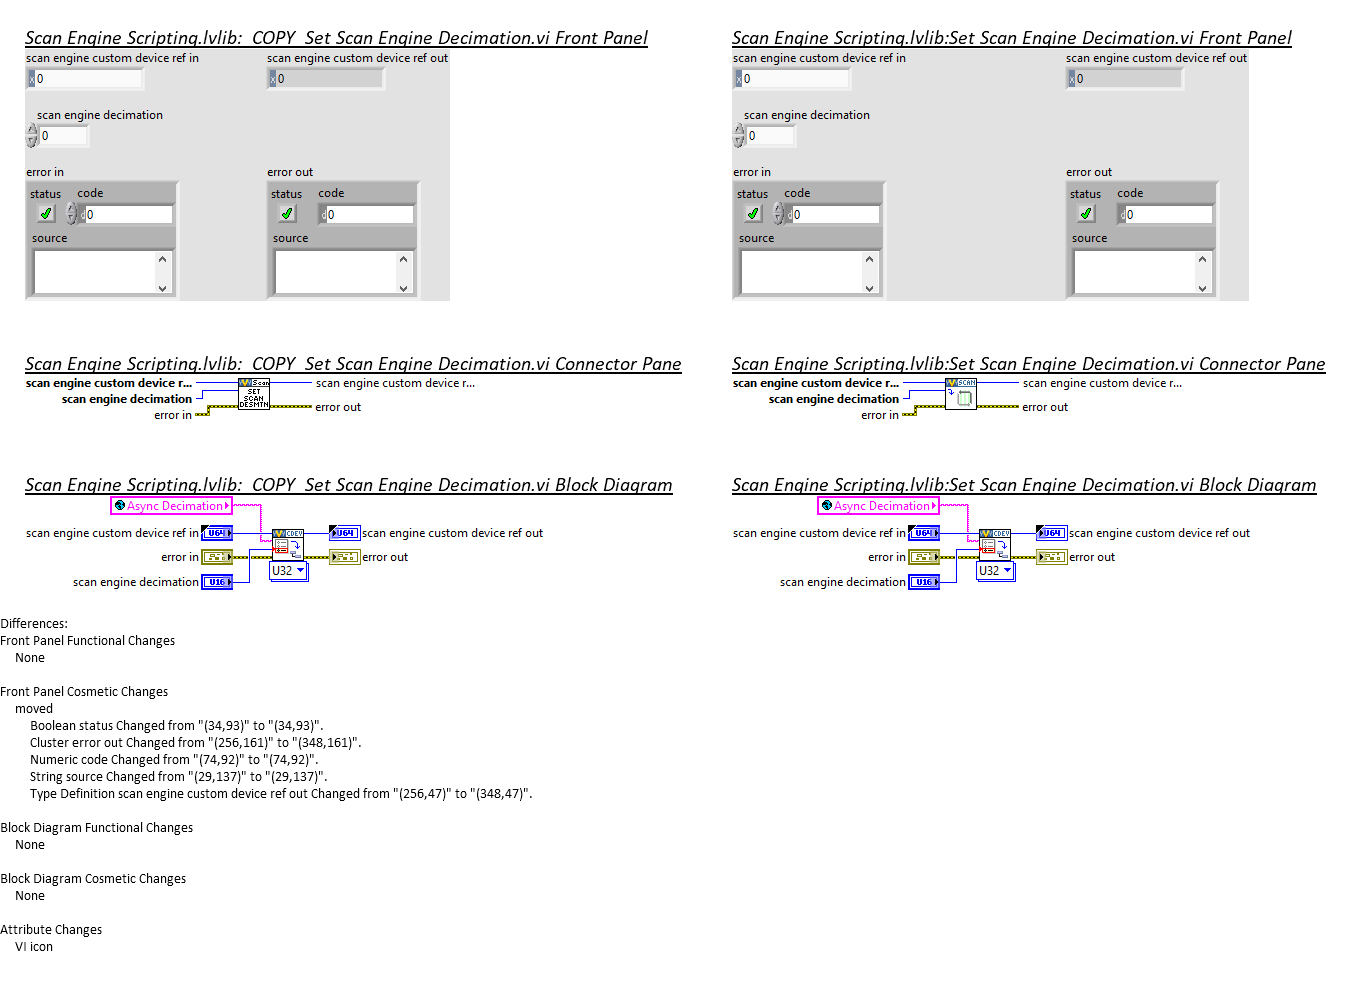 Scan Engine Scripting.lvlib:  COPY  Set Scan Engine Decimation.vi Front Panel
scan engine custom device ref in
scan engine custom device ref out
x 0
x 0
scan engine decimation
0
error in
error out
status
code
status
code
d 0
d 0
source
source
Scan Engine Scripting.lvlib:Set Scan Engine Decimation.vi Front Panel
scan engine custom device ref in
scan engine custom device ref out
x 0
x 0
scan engine decimation
0
error in
error out
status
code
status
code
d 0
d 0
source
source
Scan Engine Scripting.lvlib:  COPY  Set Scan Engine Decimation.vi Connector Pane
scan engine custom device r...
scan engine custom device r...
scan engine decimation
error in
error out
Scan
SET
SCAN
DESMTN
Scan Engine Scripting.lvlib:Set Scan Engine Decimation.vi Connector Pane
scan engine custom device r...
scan engine custom device r...
scan engine decimation
error in
error out
SCAN
Scan Engine Scripting.lvlib:  COPY  Set Scan Engine Decimation.vi Block Diagram
Async Decimation
scan engine custom device ref in
U64
CDEV
U64
scan engine custom device ref out
error in
error out
U32
scan engine decimation
U16
Scan Engine Scripting.lvlib:Set Scan Engine Decimation.vi Block Diagram
Async Decimation
scan engine custom device ref in
U64
CDEV
U64
scan engine custom device ref out
error in
error out
U32
scan engine decimation
U16
Differences:
Front Panel Functional Changes
None
Front Panel Cosmetic Changes
moved
Boolean status Changed from "(34,93)" to "(34,93)".
Cluster error out Changed from "(256,161)" to "(348,161)".
Numeric code Changed from "(74,92)" to "(74,92)".
String source Changed from "(29,137)" to "(29,137)".
Type Definition scan engine custom device ref out Changed from "(256,47)" to "(348,47)".
Block Diagram Functional Changes
None
Block Diagram Cosmetic Changes
None
Attribute Changes
VI icon